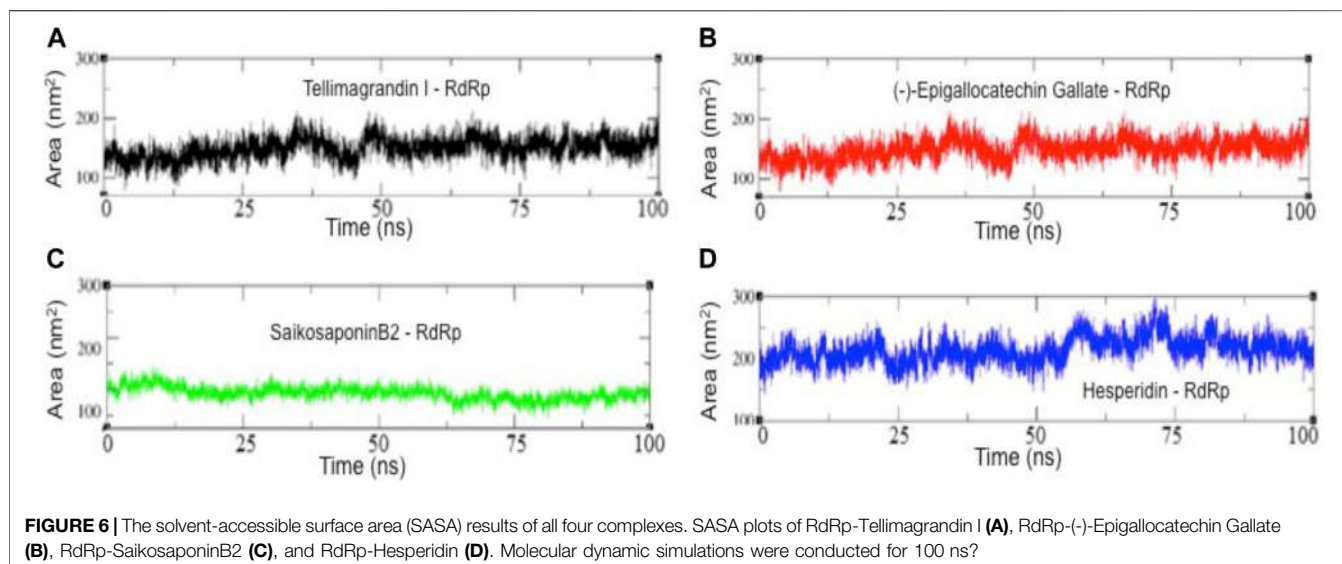 A
300
200
100
Area (nm²)
Tellimagrandin I - RdRp
0 25 50 75 100
Time (ns)
B
300
200
100
Area (nm²)
(-)-Epigallocatechin Gallate - RdRp
0 25 50 75 100
Time (ns)
C
300
200
100
Area (nm²)
SaikosaponinB2 - RdRp
0 25 50 75 100
Time (ns)
D
300
200
100
Area (nm²)
Hesperidin - RdRp
0 25 50 75 100
Time (ns)
FIGURE 6 | The solvent-accessible surface area (SASA) results of all four complexes. SASA plots of RdRp-Tellimagrandin I (A), RdRp-(-)-Epigallocatechin Gallate
(B), RdRp-SaikosaponinB2 (C), and RdRp-Hesperidin (D). Molecular dynamic simulations were conducted for 100 ns?